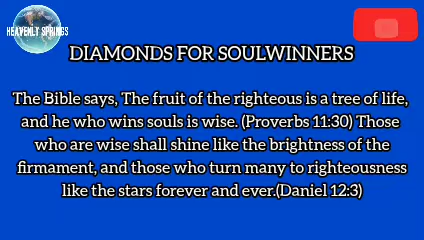 HEAVENLY SPRINGS
DIAMONDS FOR SOULWINNERS
The Bible says, The fruit of the righteous is a tree of life,
and he who wins souls is wise. (Proverbs 11:30) Those
who are wise shall shine like the brightness of the
firmament, and those who turn many to righteousness
like the stars forever and ever.(Daniel 12:3)